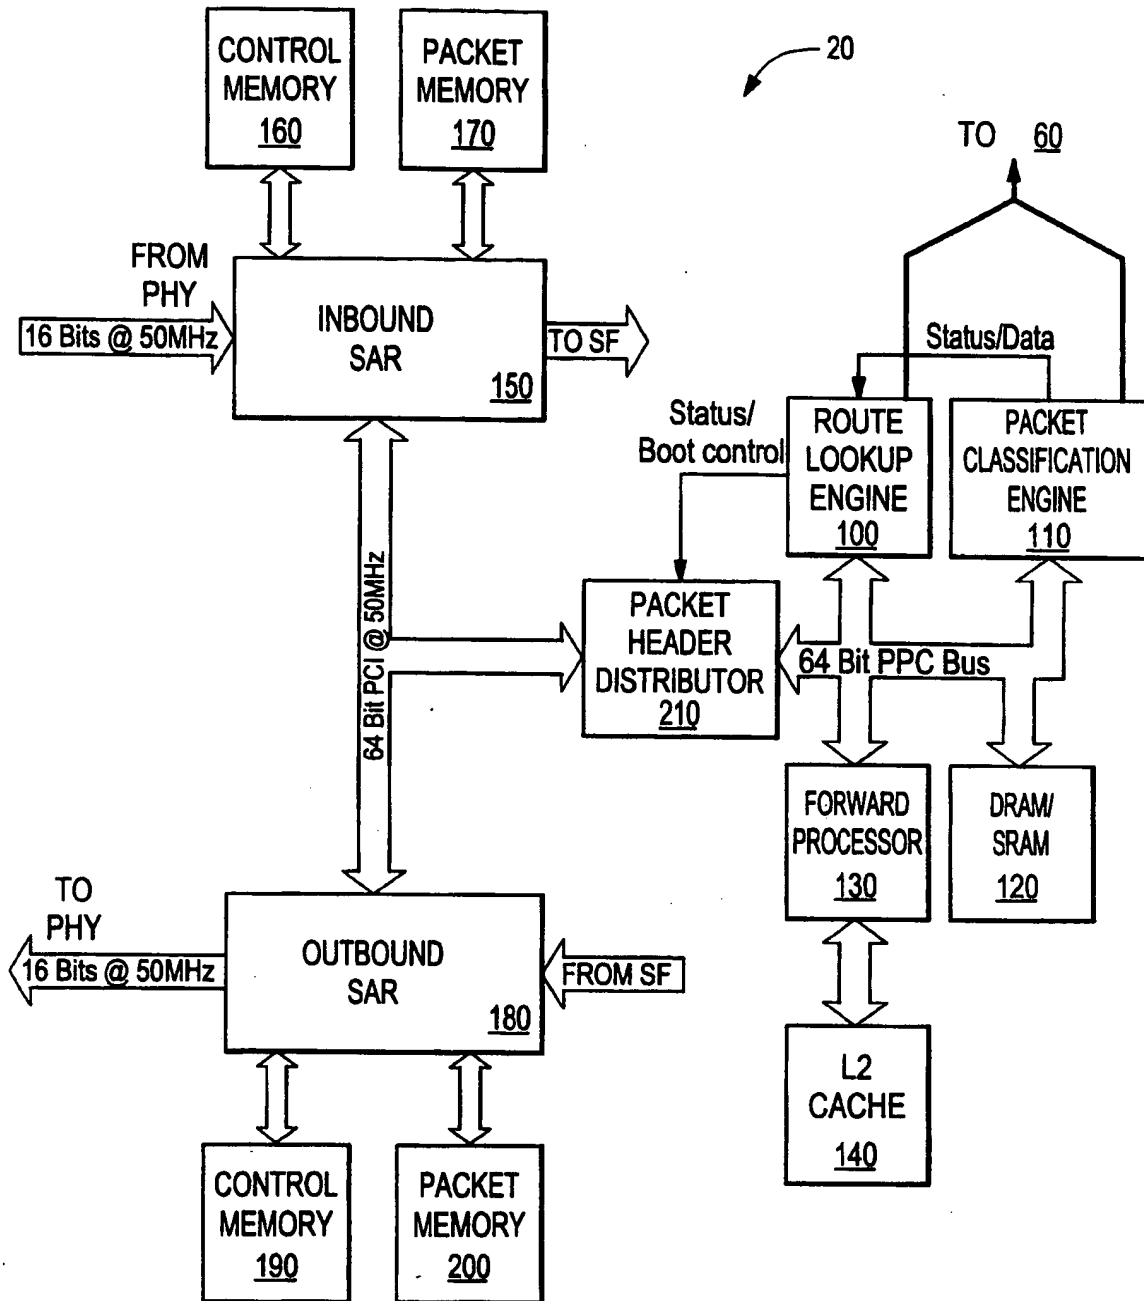 CONTROL
MEMORY
160
PACKET
MEMORY
170
20
TO 60
FROM
PHY
16 Bits @ 50MHz
INBOUND
SAR
150
TO SF
Status/Data
Status/
Boot control
ROUTE
LOOKUP
ENGINE
100
PACKET
CLASSIFICATION
ENGINE
110
64 Bit PCI @ 50MHz
PACKET
HEADER
DISTRIBUTOR
210
64 Bit PPC Bus
FORWARD
PROCESSOR
130
DRAM/
SRAM
120
TO
PHY
16 Bits @ 50MHz
OUTBOUND
SAR
180
FROM SF
L2
CACHE
140
CONTROL
MEMORY
190
PACKET
MEMORY
200